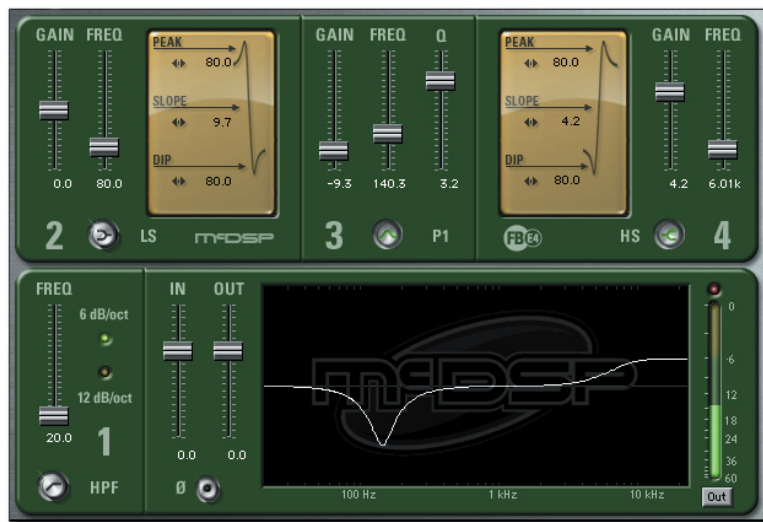 GAIN FREQ
PEAK
80.0
SLOPE
9.7
DIP
80.0
0.0 80.0
2 LS McDSP
GAIN FREQ Q
-9.3 140.3 3.2
3 P1
PEAK
80.0
SLOPE
4.2
DIP
80.0
GAIN FREQ
4.2 6.01k
FB E4 HS 4
FREQ
6 dB/oct
12 dB/oct
20.0
1
HPF
IN OUT
0.0 0.0
Ø
McDSP
100 Hz 1 kHz 10 kHz
0
-6
12
18
24
36
60
Out